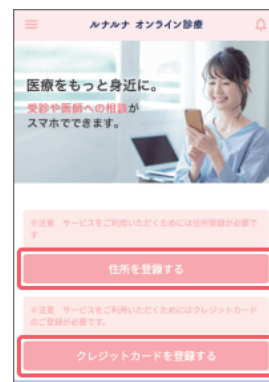 ルナルナ オンライン診療
医療をもっと身近に。
受診や医師への相談が
スマホでできます。
※注意 サービスをご利用いただくためには住所登録が必要で
す
住所を登録する
※注意 サービスをご利用いただくためにはクレジットカード
のご登録が必要です。
クレジットカードを登録する